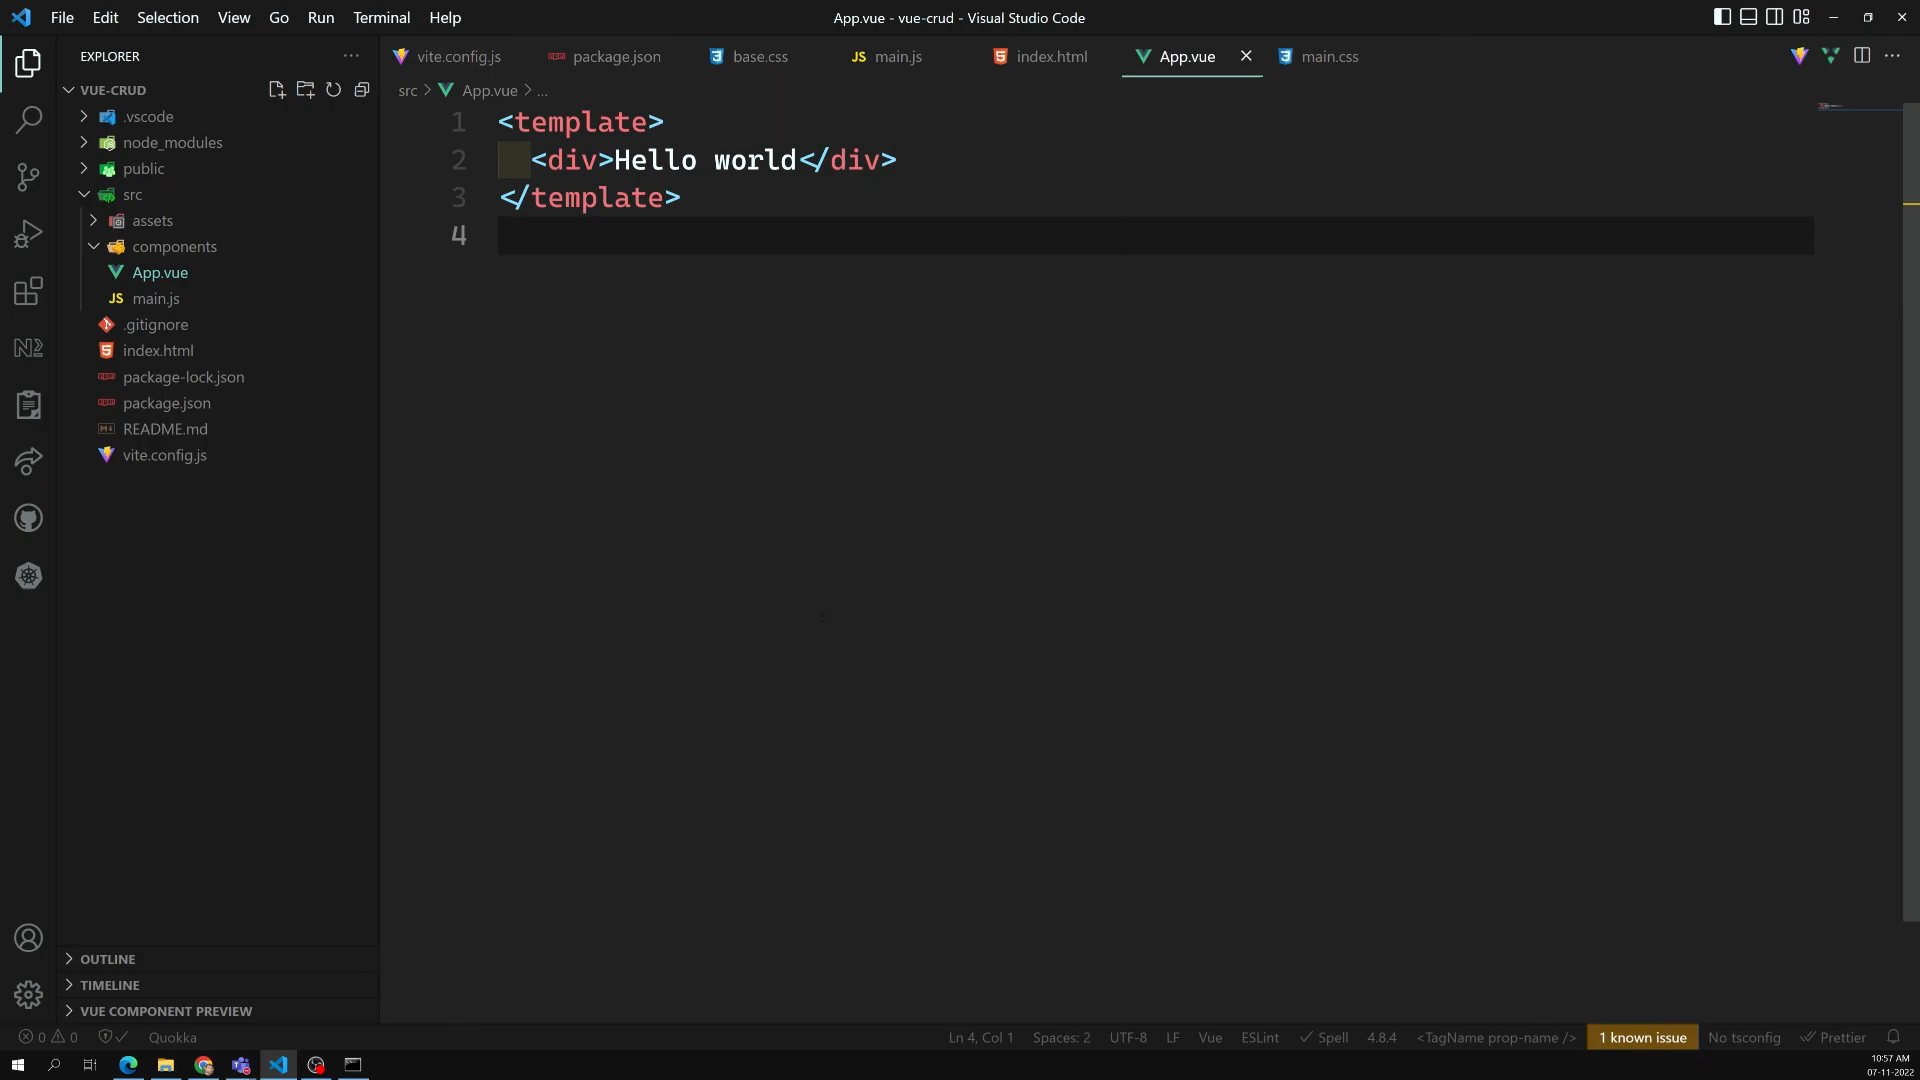 File Edit Selection View Go Run Terminal Help
App.vue - vue-crud - Visual Studio Code
EXPLORER
vite.config.js package.json base.css JS main.js index.html App.vue main.css
VUE-CRUD
src > App.vue > ...
.vscode
node_modules
public
src
assets
components
App.vue
JS main.js
.gitignore
index.html
package-lock.json
package.json
README.md
vite.config.js
1 <template>
2 <div>Hello world</div>
3 </template>
4
OUTLINE
TIMELINE
VUE COMPONENT PREVIEW
0 0 Quokka Ln 4, Col 1 Spaces: 2 UTF-8 LF Vue ESLint Spell 4.8.4 <TagName prop-name /> 1 known issue No tsconfig Prettier
10:57 AM
07-11-2022